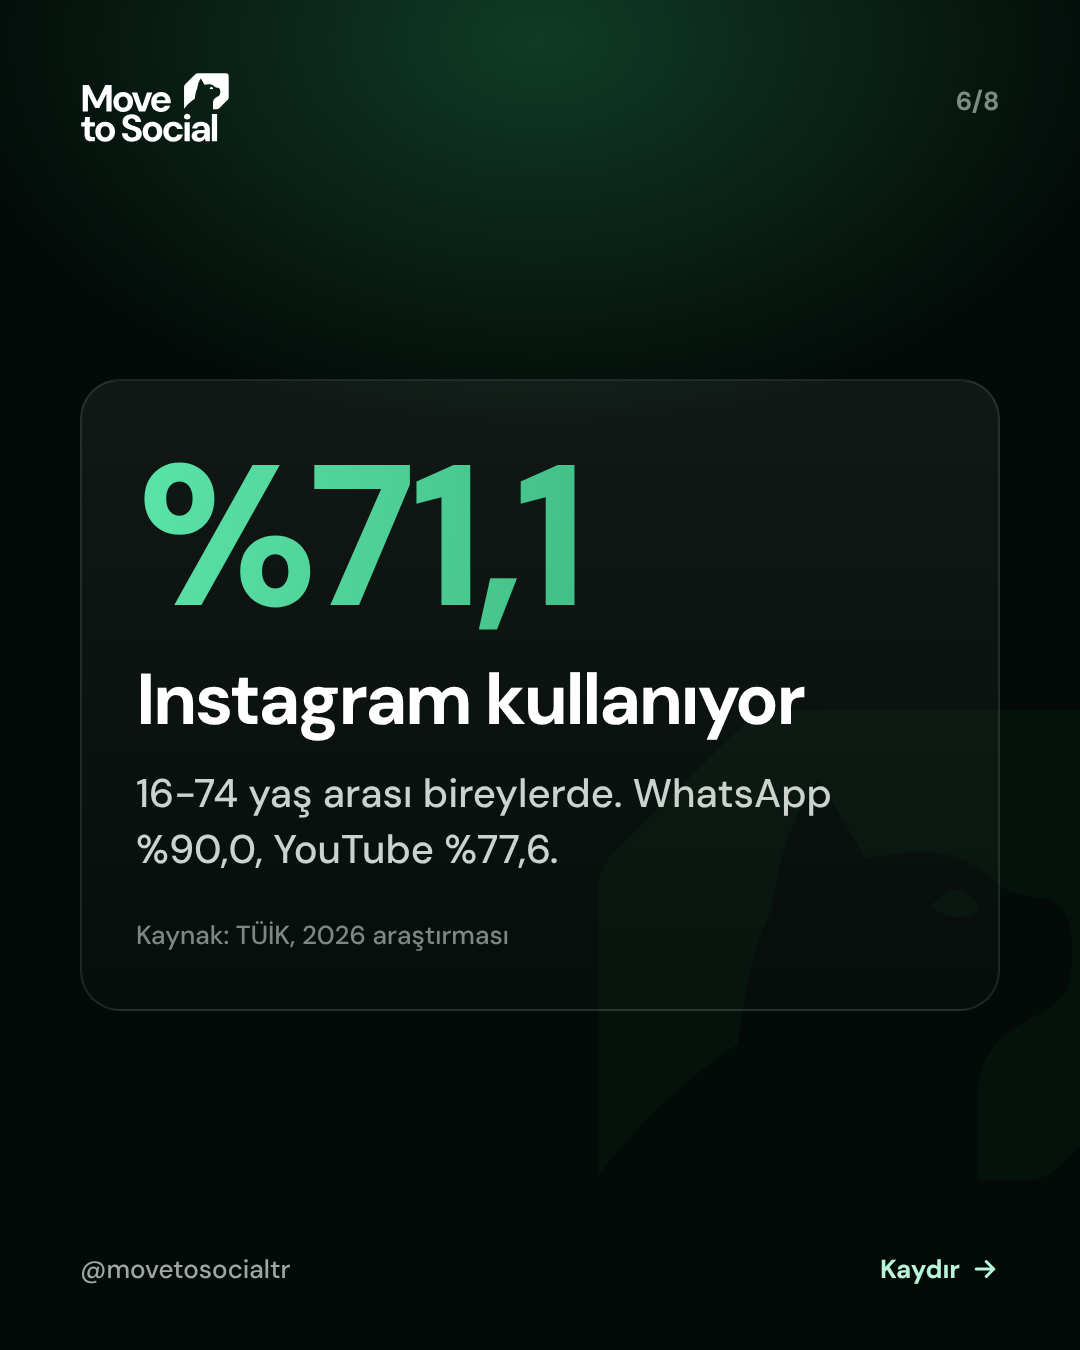 Move
to Social
6/8
%71,1
Instagram kullanıyor
16-74 yaş arası bireylerde. WhatsApp
%90,0, YouTube %77,6.
Kaynak: TÜİK, 2026 araştırması
@movetosocialtr
Kaydır →